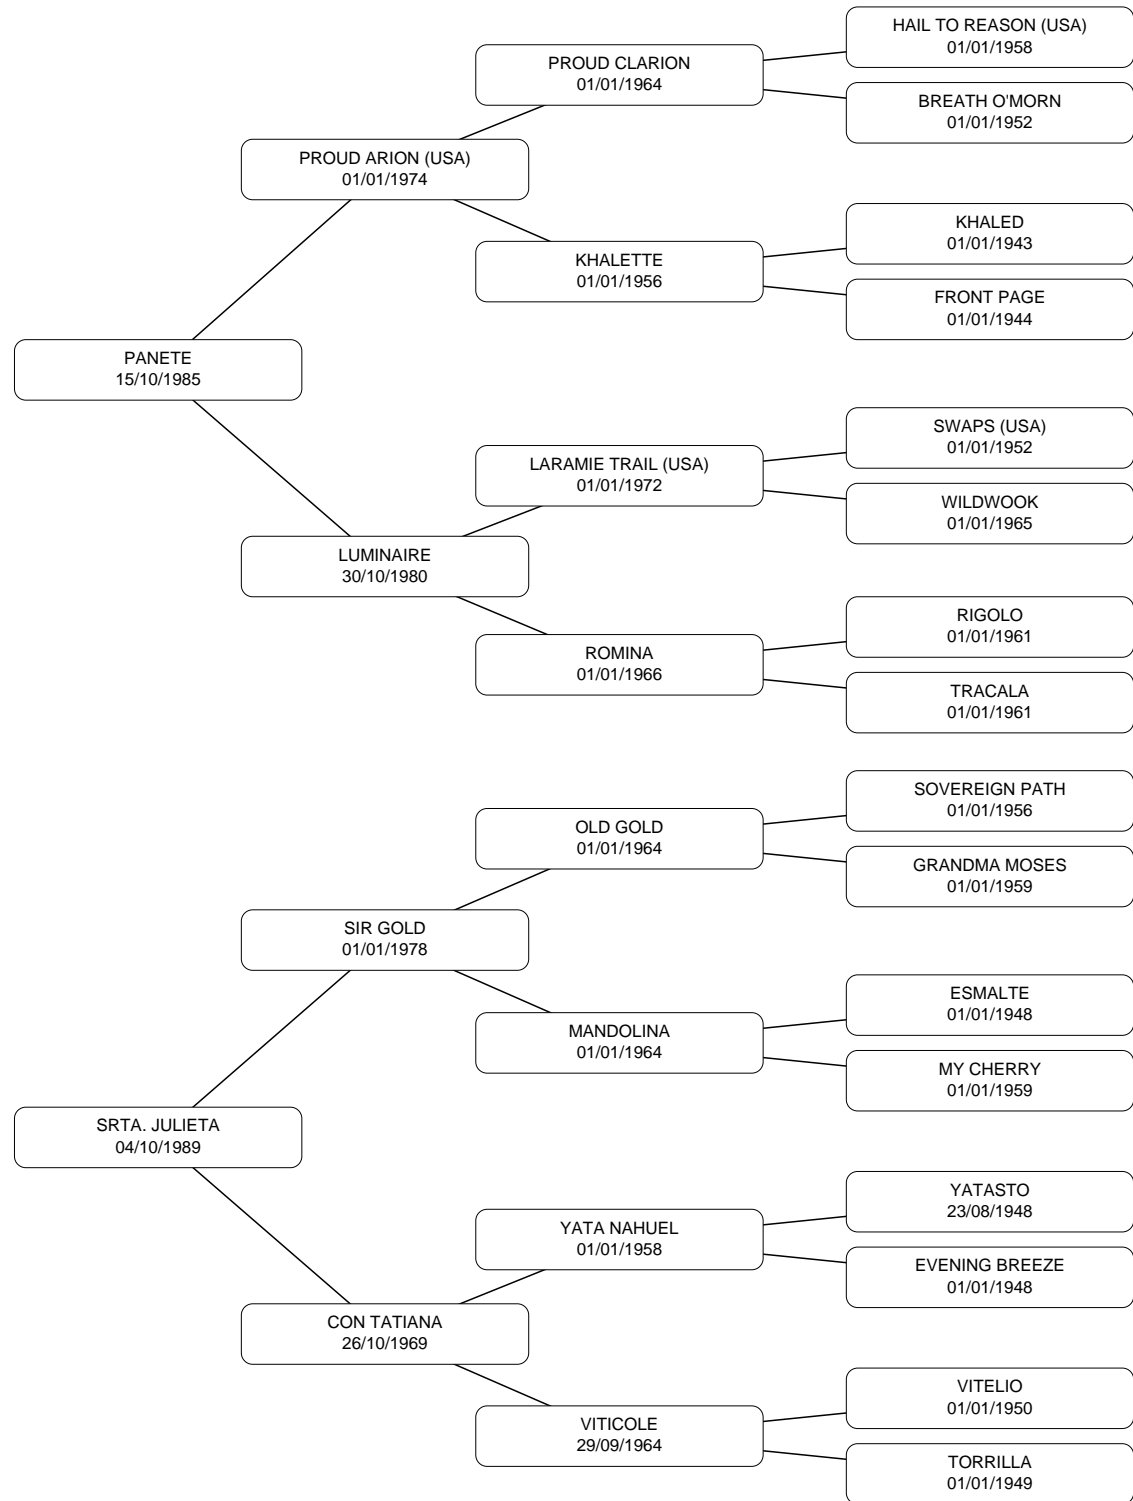 HAIL TO REASON (USA)
01/01/1958
PROUD CLARION
01/01/1964
BREATH O'MORN
01/01/1952
PROUD ARION (USA)
01/01/1974
KHALED
01/01/1943
KHALETTE
01/01/1956
FRONT PAGE
01/01/1944
PANETE
15/10/1985
SWAPS (USA)
01/01/1952
LARAMIE TRAIL (USA)
01/01/1972
WILDWOOK
01/01/1965
LUMINAIRE
30/10/1980
RIGOLO
01/01/1961
ROMINA
01/01/1966
TRACALA
01/01/1961
SOVEREIGN PATH
01/01/1956
OLD GOLD
01/01/1964
GRANDMA MOSES
01/01/1959
SIR GOLD
01/01/1978
ESMALTE
01/01/1948
MANDOLINA
01/01/1964
MY CHERRY
01/01/1959
SRTA. JULIETA
04/10/1989
YATASTO
23/08/1948
YATA NAHUEL
01/01/1958
EVENING BREEZE
01/01/1948
CON TATIANA
26/10/1969
VITELIO
01/01/1950
VITICOLE
29/09/1964
TORRILLA
01/01/1949